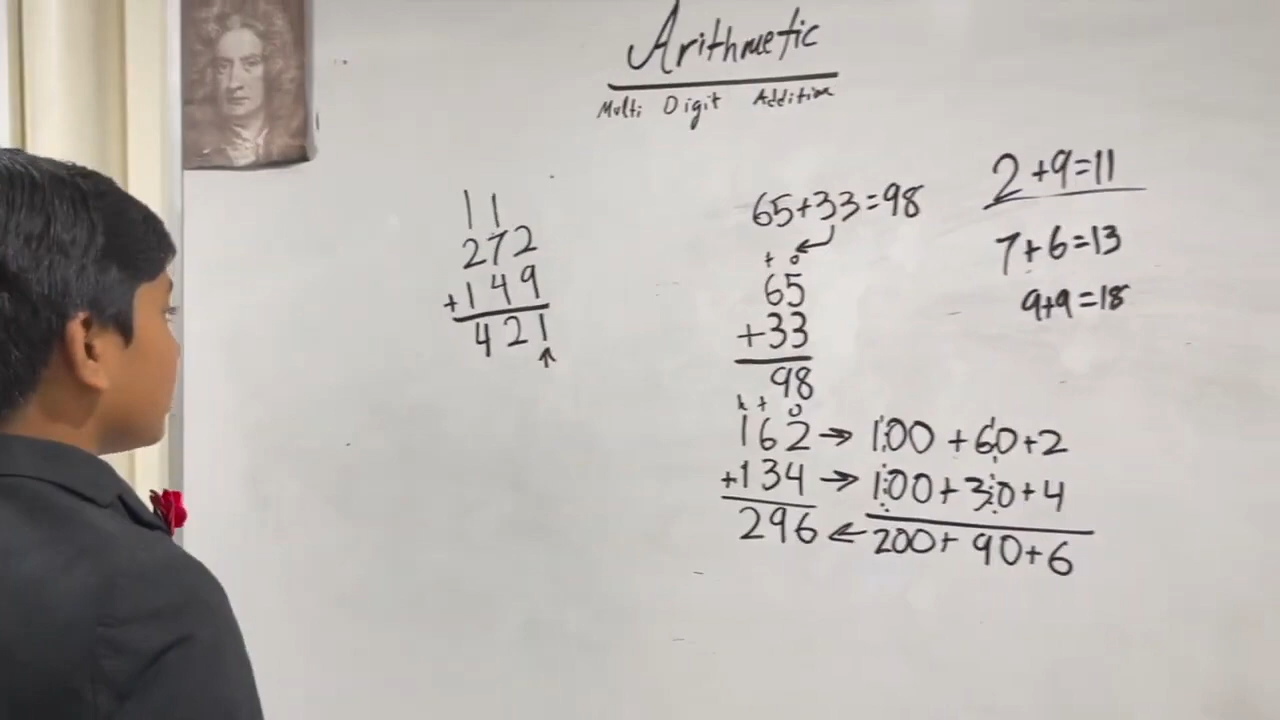 Arithmetic
Multi Digit Addition
11
272
+149
421
65+33=98
t o
65
+33
98
h t o
162 → 100 + 60+2
+134 → 100+30+4
296 ← 200+ 90+6
2+9=11
7+6=13
9+9=18